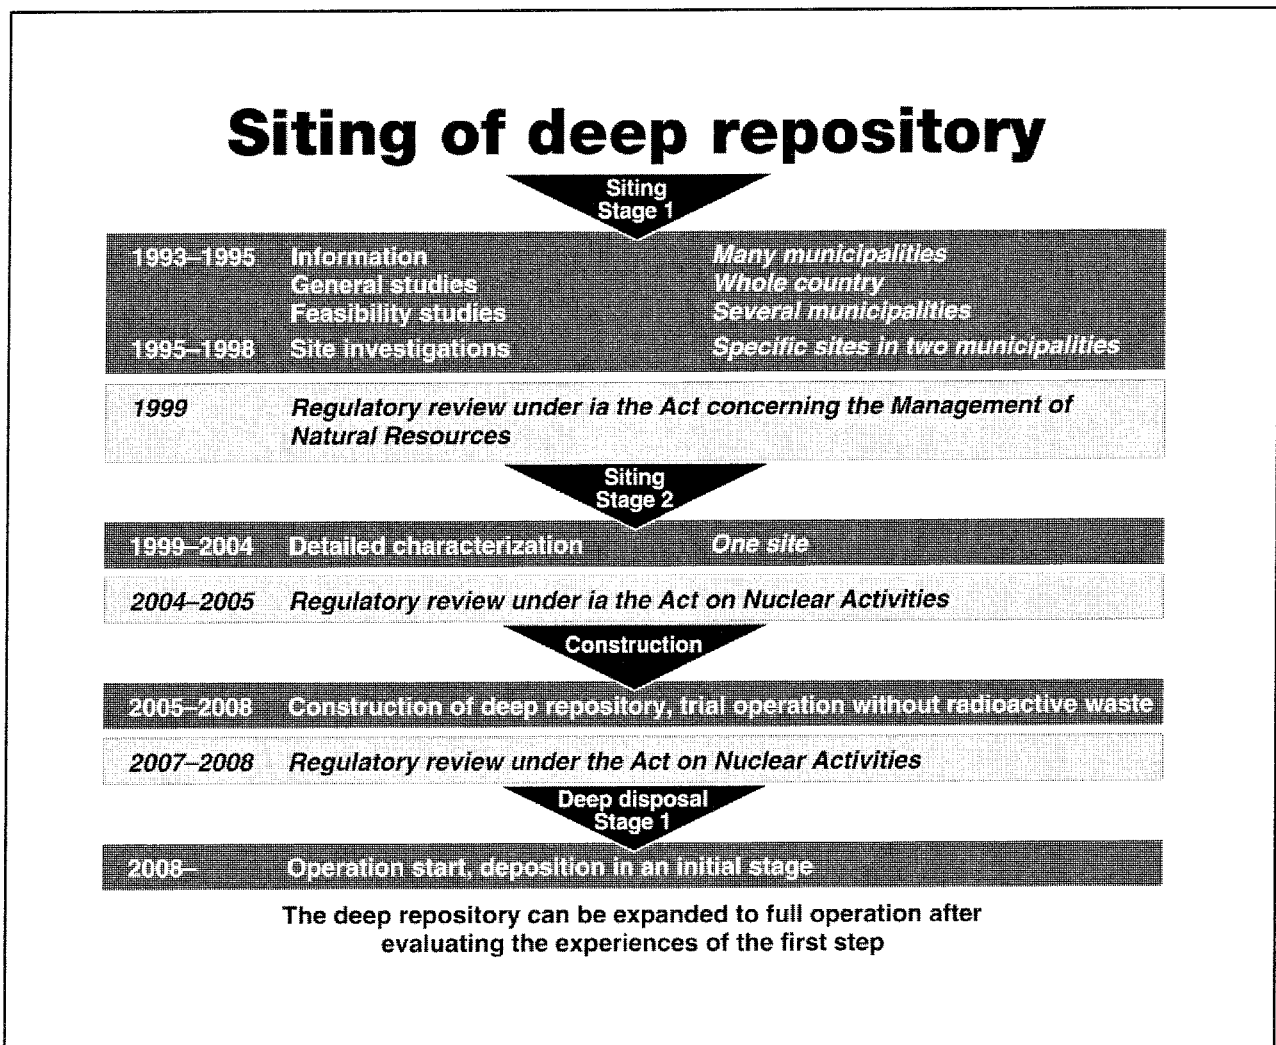 Siting of deep repository
Siting
Stage 1
1993–1995 Information Many municipalities
General studies Whole country
Feasibility studies Several municipalities
1995–1998 Site investigations Specific sites in two municipalities
1999 Regulatory review under ia the Act concerning the Management of
Natural Resources
Siting
Stage 2
1999–2004 Detailed characterization One site
2004–2005 Regulatory review under ia the Act on Nuclear Activities
Construction
2005–2008 Construction of deep repository, trial operation without radioactive waste
2007–2008 Regulatory review under the Act on Nuclear Activities
Deep disposal
Stage 1
2008– Operation start, deposition in an initial stage
The deep repository can be expanded to full operation after
evaluating the experiences of the first step